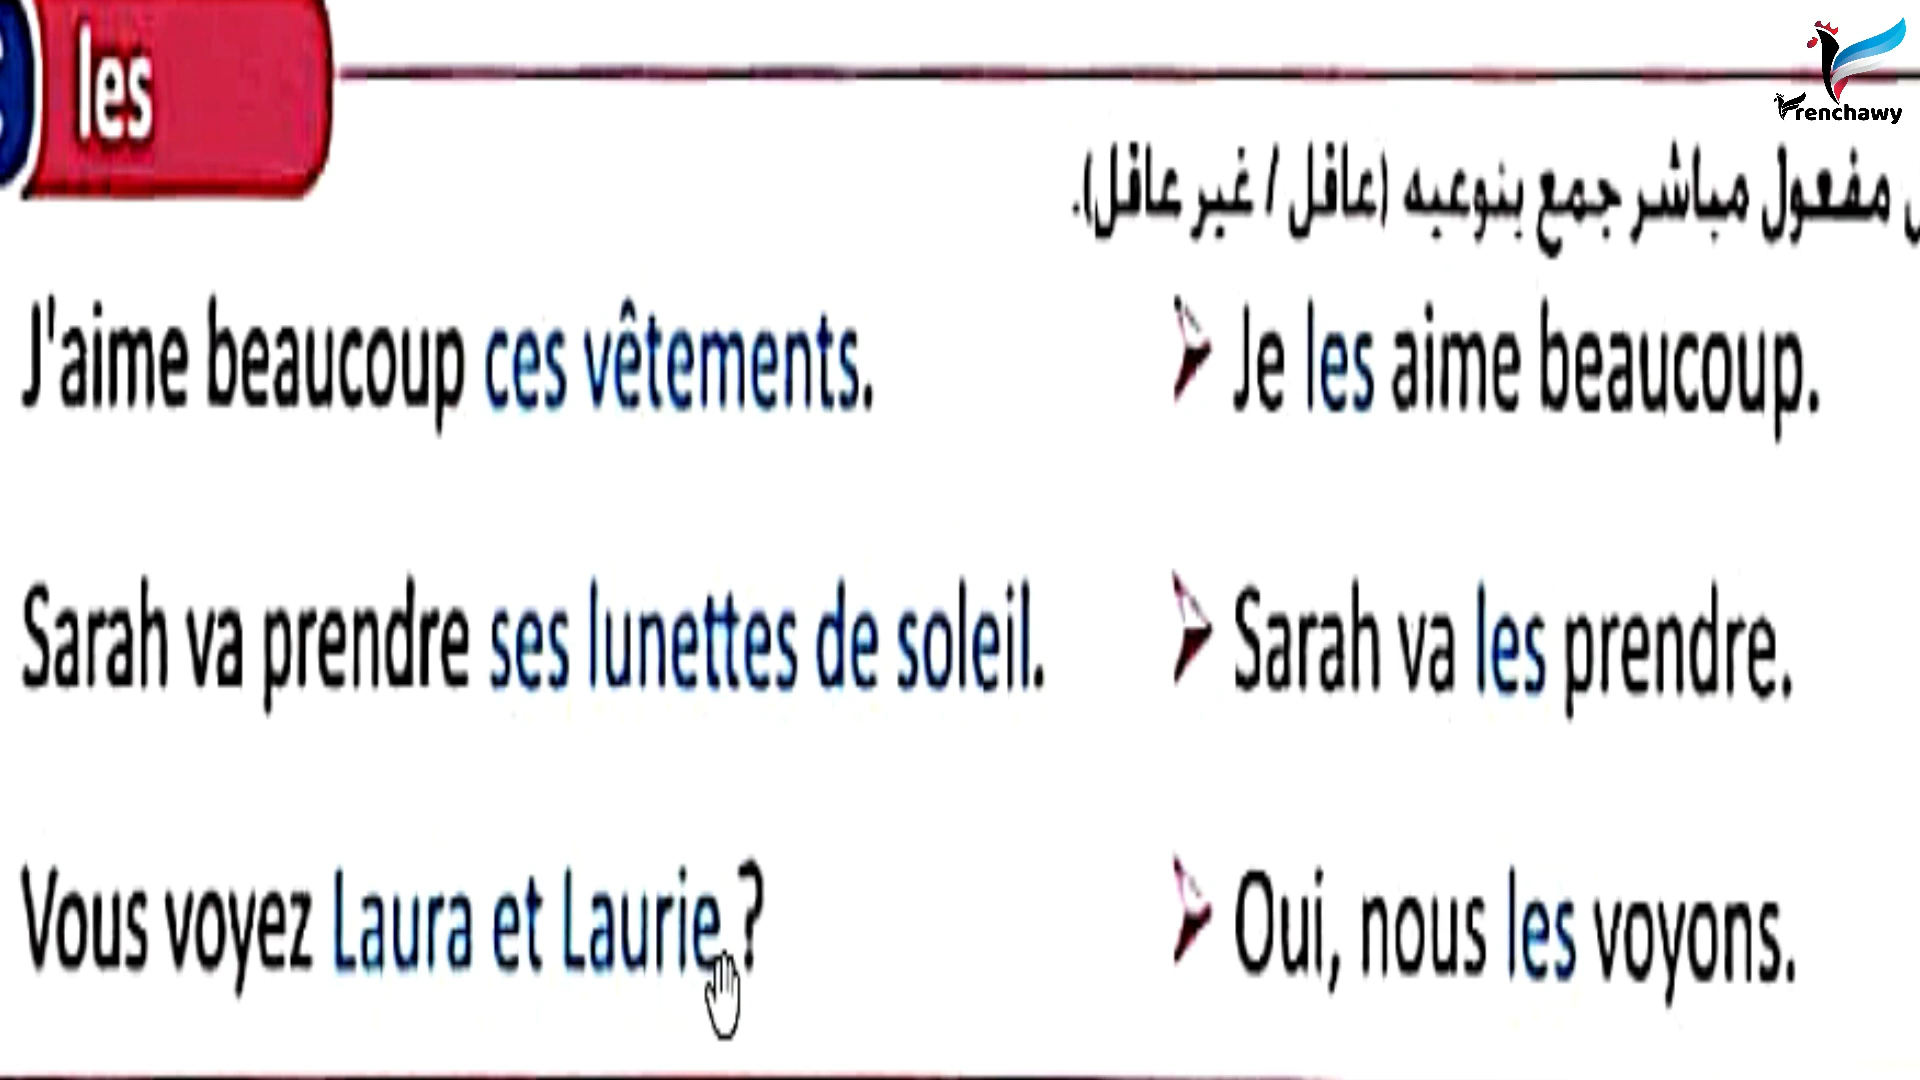 les
Frenchawy
مفعول مباشر جمع بنوعيه (عاقل / غير عاقل).
J'aime beaucoup ces vêtements.
Je les aime beaucoup.
Sarah va prendre ses lunettes de soleil.
Sarah va les prendre.
Vous voyez Laura et Laurie ?
Oui, nous les voyons.